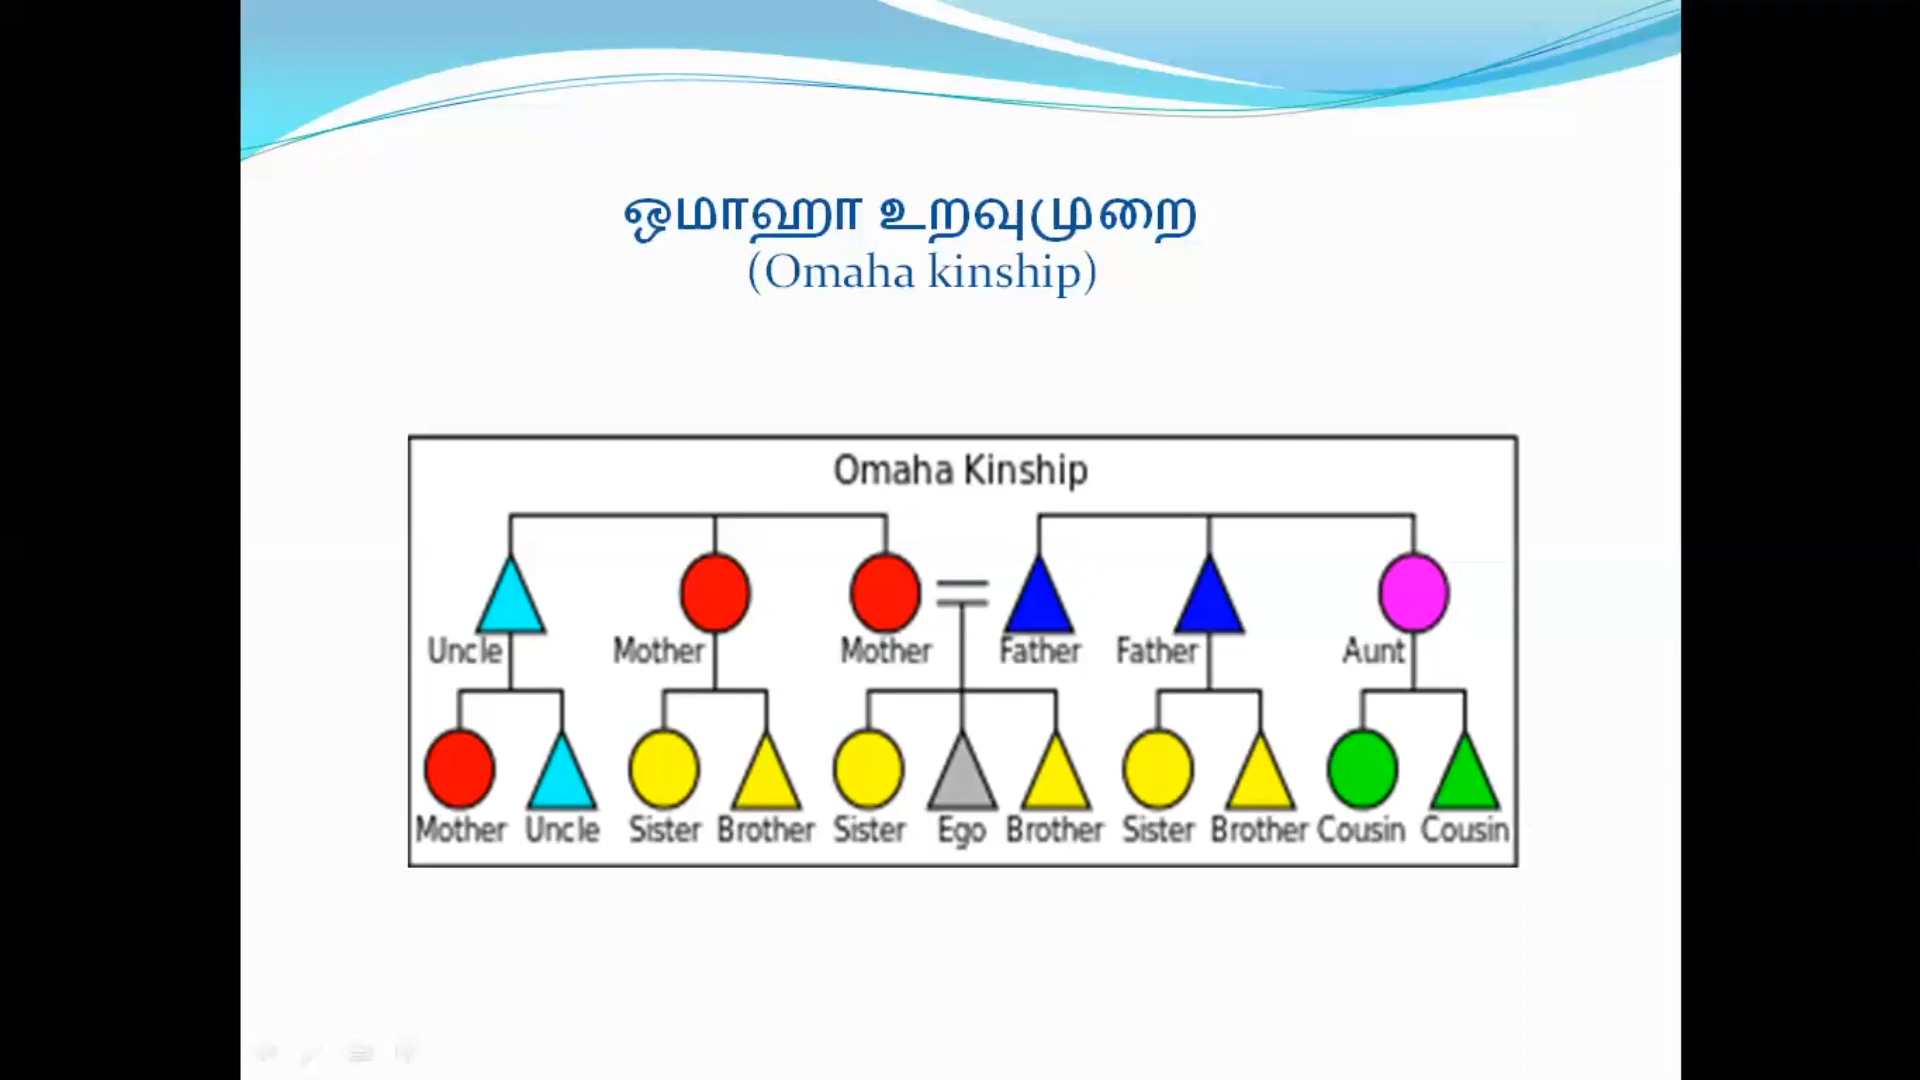 ஒமாஹா உறவுமுறை
(Omaha kinship)
Omaha Kinship
Uncle Mother Mother Father Father Aunt
Mother Uncle Sister Brother Sister Ego Brother Sister Brother Cousin Cousin